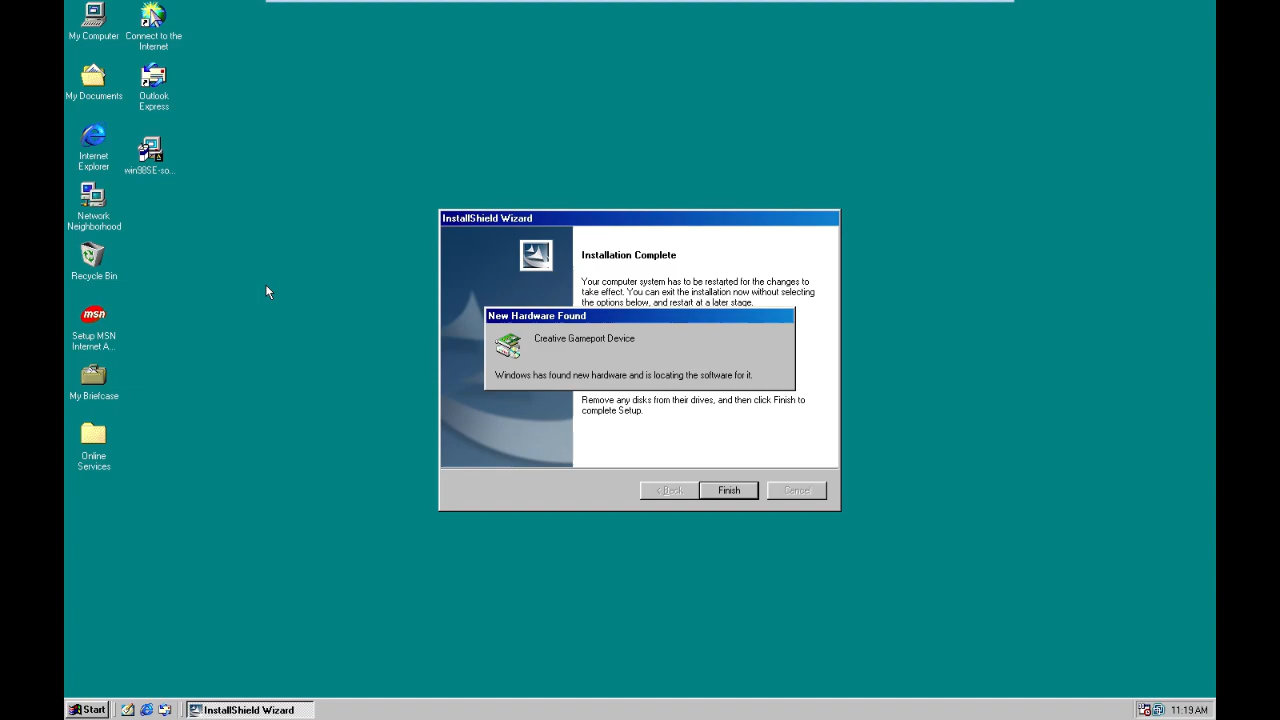 My Computer
Connect to the
Internet
My Documents
Outlook
Express
Internet
Explorer
win98SE-so...
Network
Neighborhood
Recycle Bin
msn
Setup MSN
Internet A...
My Briefcase
Online
Services
InstallShield Wizard
Installation Complete
Your computer system has to be restarted for the changes to
take effect. You can exit the installation now without selecting
the options below, and restart at a later stage.
New Hardware Found
Creative Gameport Device
Windows has found new hardware and is locating the software for it.
Remove any disks from their drives, and then click Finish to
complete Setup.
< Back
Finish
Cancel
Start
InstallShield Wizard
11:19 AM